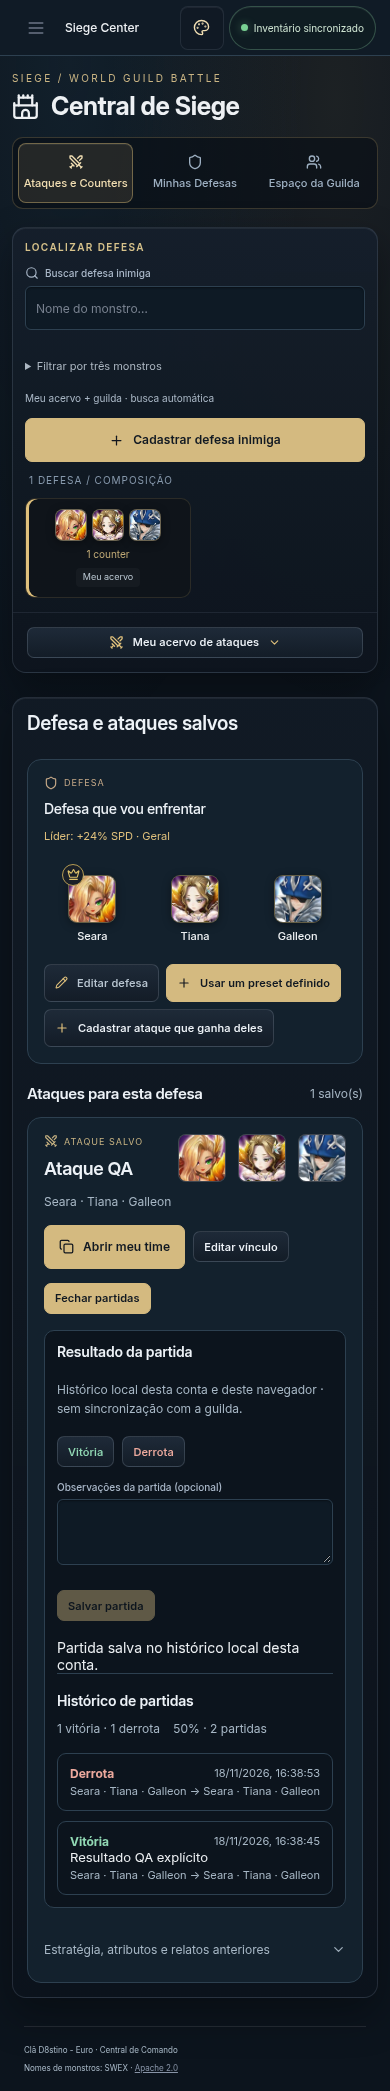 Siege Center
Inventário sincronizado
SIEGE / WORLD GUILD BATTLE
Central de Siege
Ataques e Counters
Minhas Defesas
Espaço da Guilda
LOCALIZAR DEFESA
Buscar defesa inimiga
Nome do monstro...
Filtrar por três monstros
Meu acervo + guilda · busca automática
Cadastrar defesa inimiga
1 DEFESA / COMPOSIÇÃO
1 counter
Meu acervo
Meu acervo de ataques
Defesa e ataques salvos
DEFESA
Defesa que vou enfrentar
Líder: +24% SPD · Geral
Seara
Tiana
Galleon
Editar defesa
Usar um preset definido
Cadastrar ataque que ganha deles
Ataques para esta defesa
1 salvo(s)
ATAQUE SALVO
Ataque QA
Seara · Tiana · Galleon
Abrir meu time
Editar vínculo
Fechar partidas
Resultado da partida
Histórico local desta conta e deste navegador ·
sem sincronização com a guilda.
Vitória
Derrota
Observações da partida (opcional)
Salvar partida
Partida salva no histórico local desta
conta.
Histórico de partidas
1 vitória · 1 derrota 50% · 2 partidas
Derrota 18/11/2026, 16:38:53
Seara · Tiana · Galleon → Seara · Tiana · Galleon
Vitória 18/11/2026, 16:38:45
Resultado QA explícito
Seara · Tiana · Galleon → Seara · Tiana · Galleon
Estratégia, atributos e relatos anteriores
Clã D8stino - Euro · Central de Comando
Nomes de monstros: SWEX · Apache 2.0